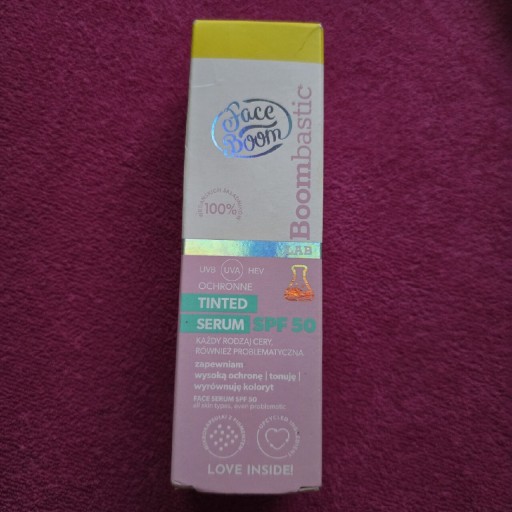 Face
Boom
Boombastic
LAB
100%
UVB UVA HEV
OCHRONNE
TINTED
SERUM SPF 50
KAŻDY RODZAJ CERY,
RÓWNIEŻ PROBLEMATYCZNA
zapewniam
wysoką ochronę | tonuję |
wyrównuję koloryt
FACE SERUM SPF 50
all skin types, even problematic
LOVE INSIDE!